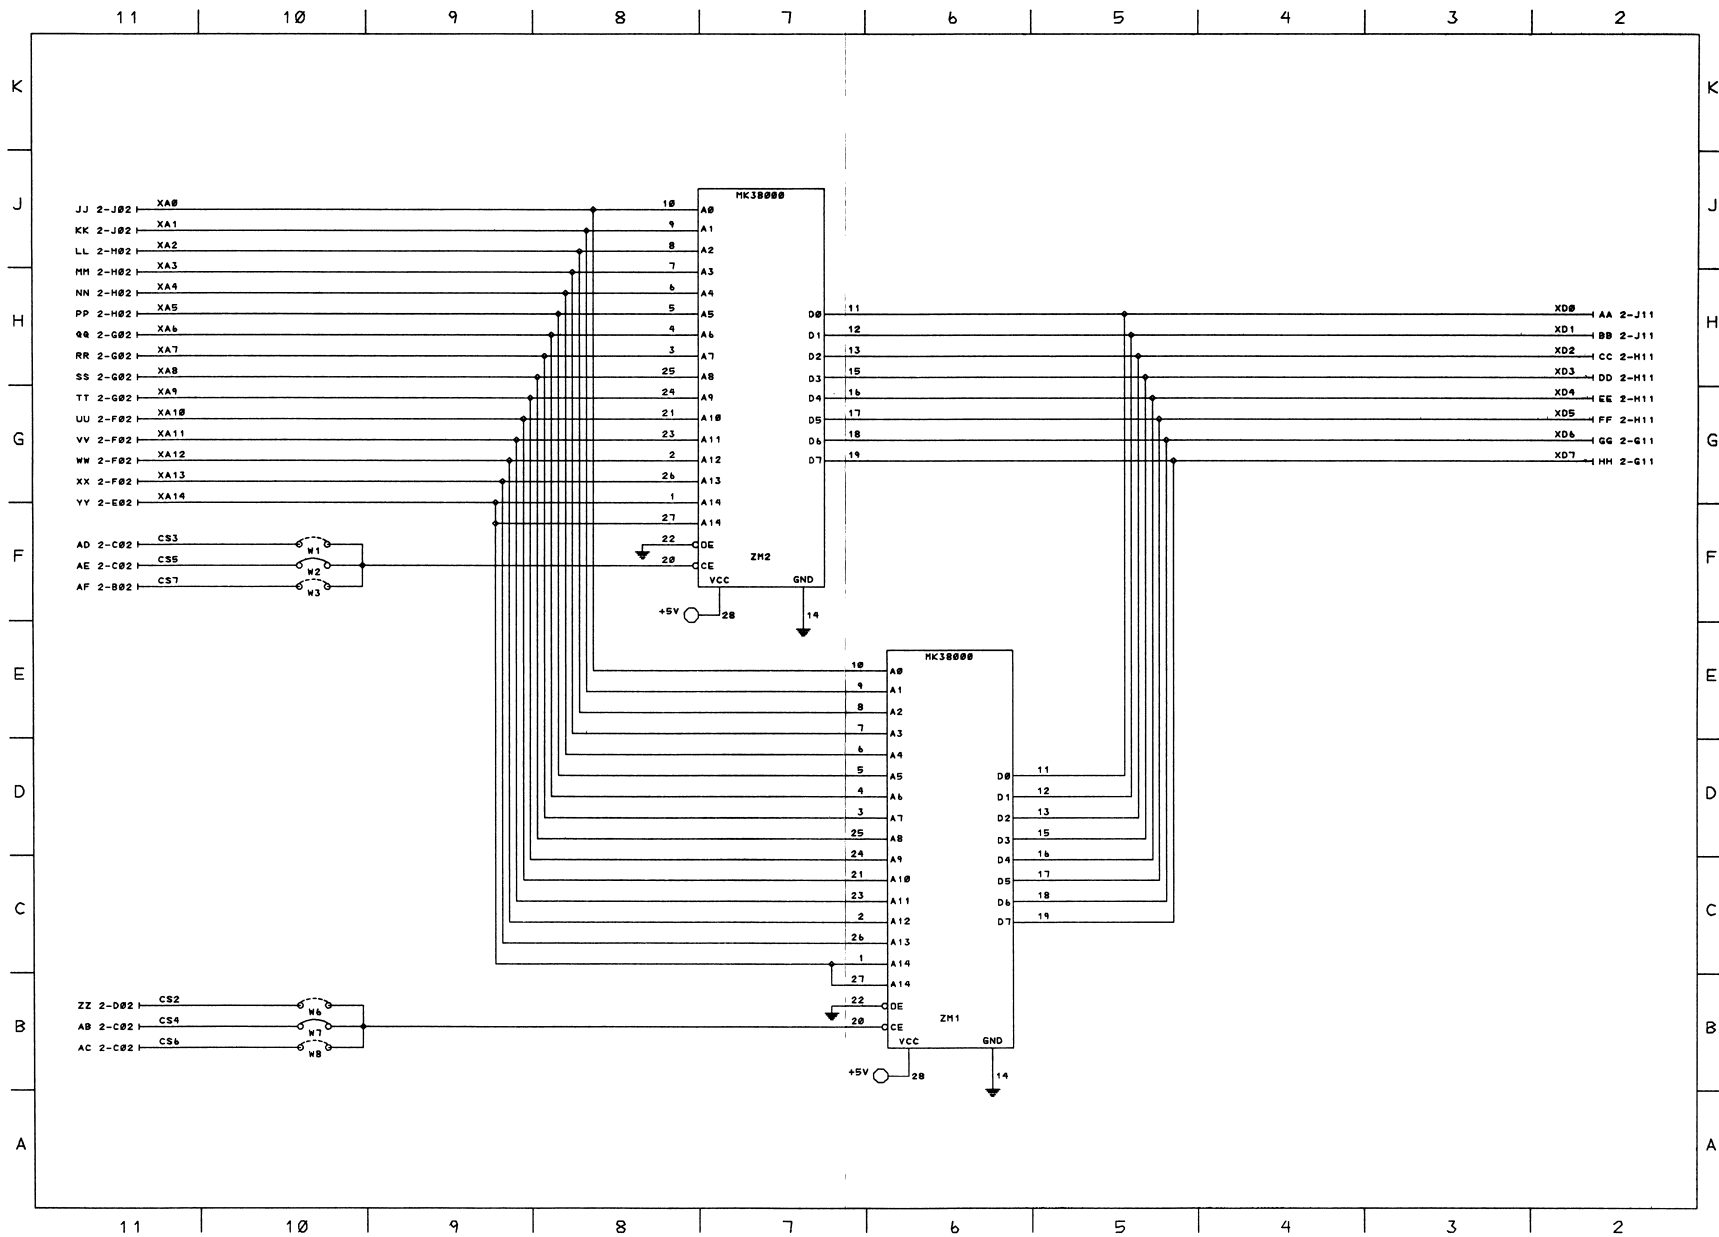 11 10 9 8 7 6 5 4 3 2
K K
J J
MK38000
JJ 2-J02 XA0 10 A0
KK 2-J02 XA1 9 A1
LL 2-H02 XA2 8 A2
MM 2-H02 XA3 7 A3
NN 2-H02 XA4 6 A4
H H
PP 2-H02 XA5 5 A5 D0 11 XD0 AA 2-J11
QQ 2-G02 XA6 4 A6 D1 12 XD1 BB 2-J11
RR 2-G02 XA7 3 A7 D2 13 XD2 CC 2-H11
SS 2-G02 XA8 25 A8 D3 15 XD3 DD 2-H11
TT 2-G02 XA9 24 A9 D4 16 XD4 EE 2-H11
UU 2-F02 XA10 21 A10 D5 17 XD5 FF 2-H11
G G
VV 2-F02 XA11 23 A11 D6 18 XD6 GG 2-G11
WW 2-F02 XA12 2 A12 D7 19 XD7 HH 2-G11
XX 2-F02 XA13 26 A13
YY 2-E02 XA14 1 A14
27 A14
AD 2-C02 CS3 W1 22 OE
F ZM2 F
AE 2-C02 CS5 W2 20 CE
AF 2-B02 CS7 W3 VCC GND
+5V 28 14
MK38000
E E
10 A0
9 A1
8 A2
7 A3
6 A4
5 A5 D0 11
D D
4 A6 D1 12
3 A7 D2 13
25 A8 D3 15
24 A9 D4 16
21 A10 D5 17
C C
23 A11 D6 18
2 A12 D7 19
26 A13
1 A14
27 A14
ZZ 2-D02 CS2 W6 22 OE
B ZM1 B
AB 2-C02 CS4 W7 20 CE
AC 2-C02 CS6 W8 VCC GND
+5V 28 14
A A
11 10 9 8 7 6 5 4 3 2